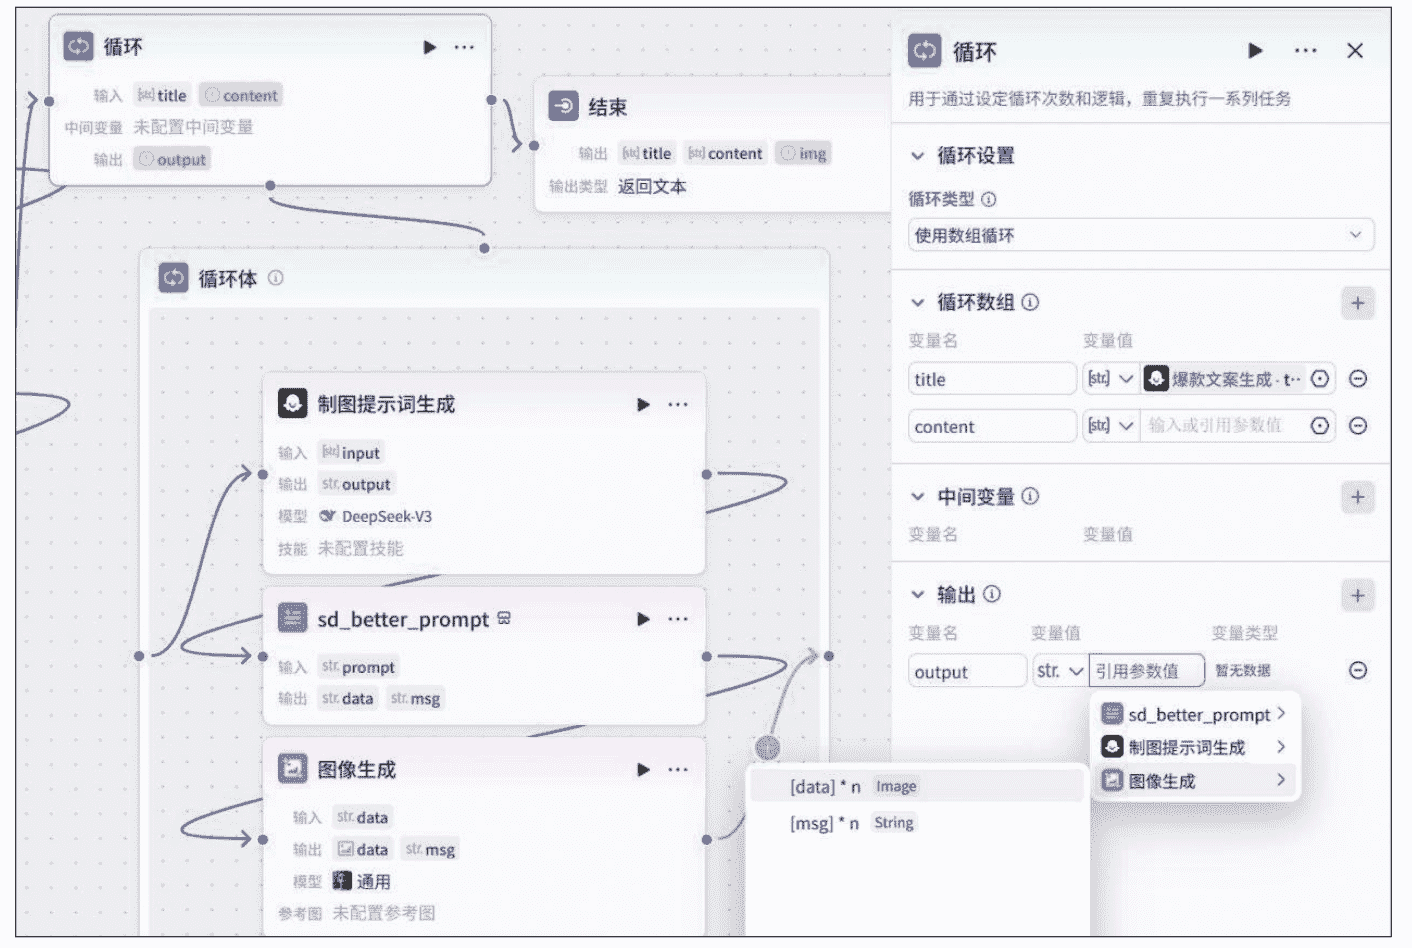 循环
输入 [str] title content
中间变量 未配置中间变量
输出 output
结束
输出 [str] title [str] content img
输出类型 返回文本
循环体
制图提示词生成
输入 [str] input
输出 str. output
模型 DeepSeek-V3
技能 未配置技能
sd_better_prompt
输入 str. prompt
输出 str. data str. msg
图像生成
输入 str. data
输出 data str. msg
模型 通用
参考图 未配置参考图
循环
用于通过设定循环次数和逻辑，重复执行一系列任务
循环设置
循环类型
使用数组循环
循环数组
变量名 变量值
title [str.] 爆款文案生成 · t··
content [str.] 输入或引用参数值
中间变量
变量名 变量值
输出
变量名 变量值 变量类型
output str. 引用参数值 暂无数据
sd_better_prompt
制图提示词生成
图像生成
[data] * n Image
[msg] * n String